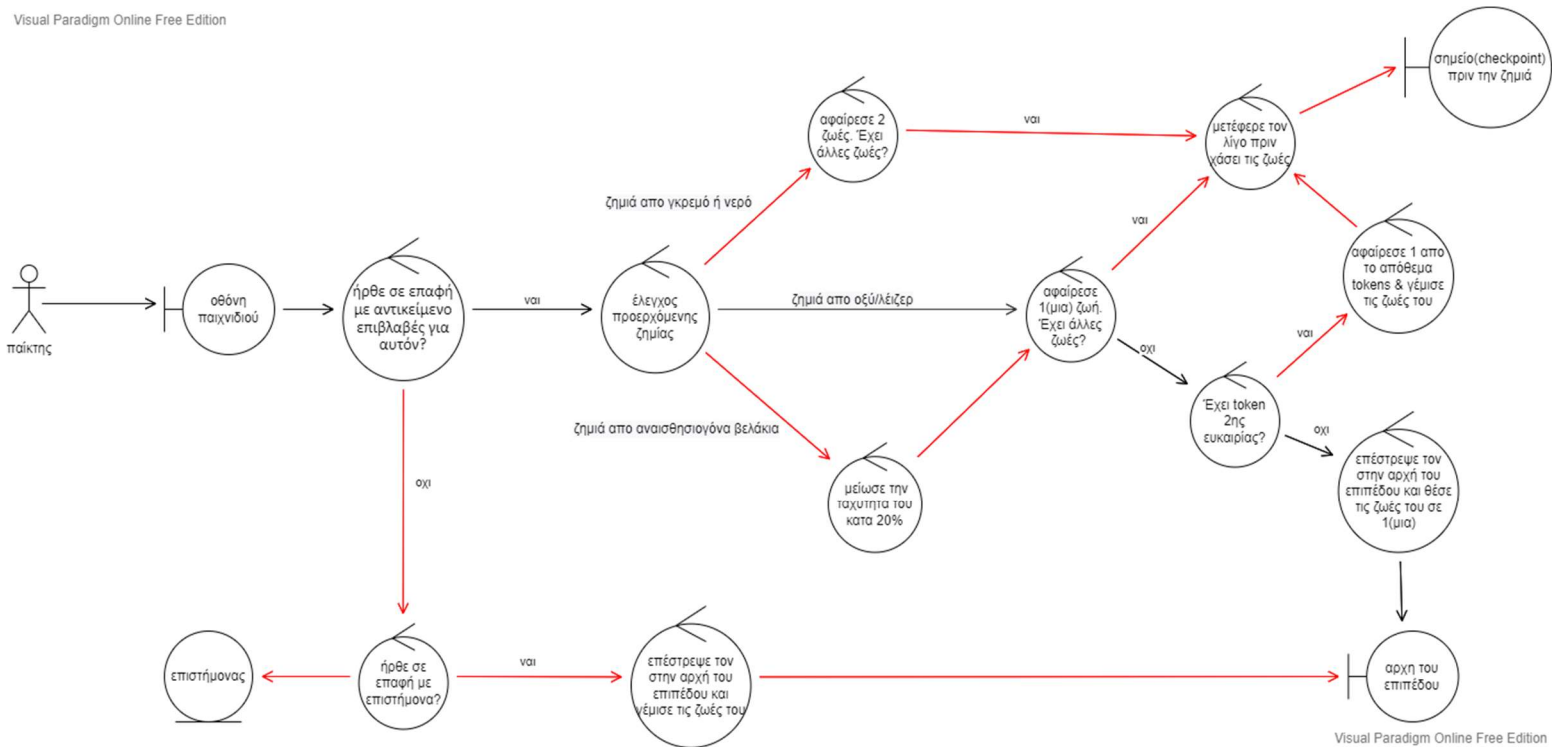 Visual Paradigm Online Free Edition
σημείο(checkpoint)
πριν την ζημιά
αφαίρεσε 2
ζωές. Έχει
άλλες ζωές?
ναι
μετέφερε τον
λίγο πριν
χάσει τις ζωές
ζημιά απο γκρεμό ή νερό
ναι
παίκτης
οθόνη
παιχνιδιού
ήρθε σε επαφή
με αντικείμενο
επιβλαβές για
αυτόν?
ναι
έλεγχος
προερχόμενης
ζημίας
ζημιά απο οξύ/λέιζερ
αφαίρεσε
1(μια) ζωή.
Έχει άλλες
ζωές?
αφαίρεσε 1 απο
το απόθεμα
tokens & γέμισε
τις ζωές του
οχι
ναι
Έχει token
2ης
ευκαιρίας?
οχι
ζημιά απο αναισθησιογόνα βελάκια
μείωσε την
ταχυτητα του
κατα 20%
επέστρεψε τον
στην αρχή του
επιπέδου και θέσε
τις ζωές του σε
1(μια)
οχι
επιστήμονας
ήρθε σε
επαφή με
επιστήμονα?
ναι
επέστρεψε τον
στην αρχή του
επιπέδου και
γέμισε τις ζωές του
αρχη του
επιπέδου
Visual Paradigm Online Free Edition